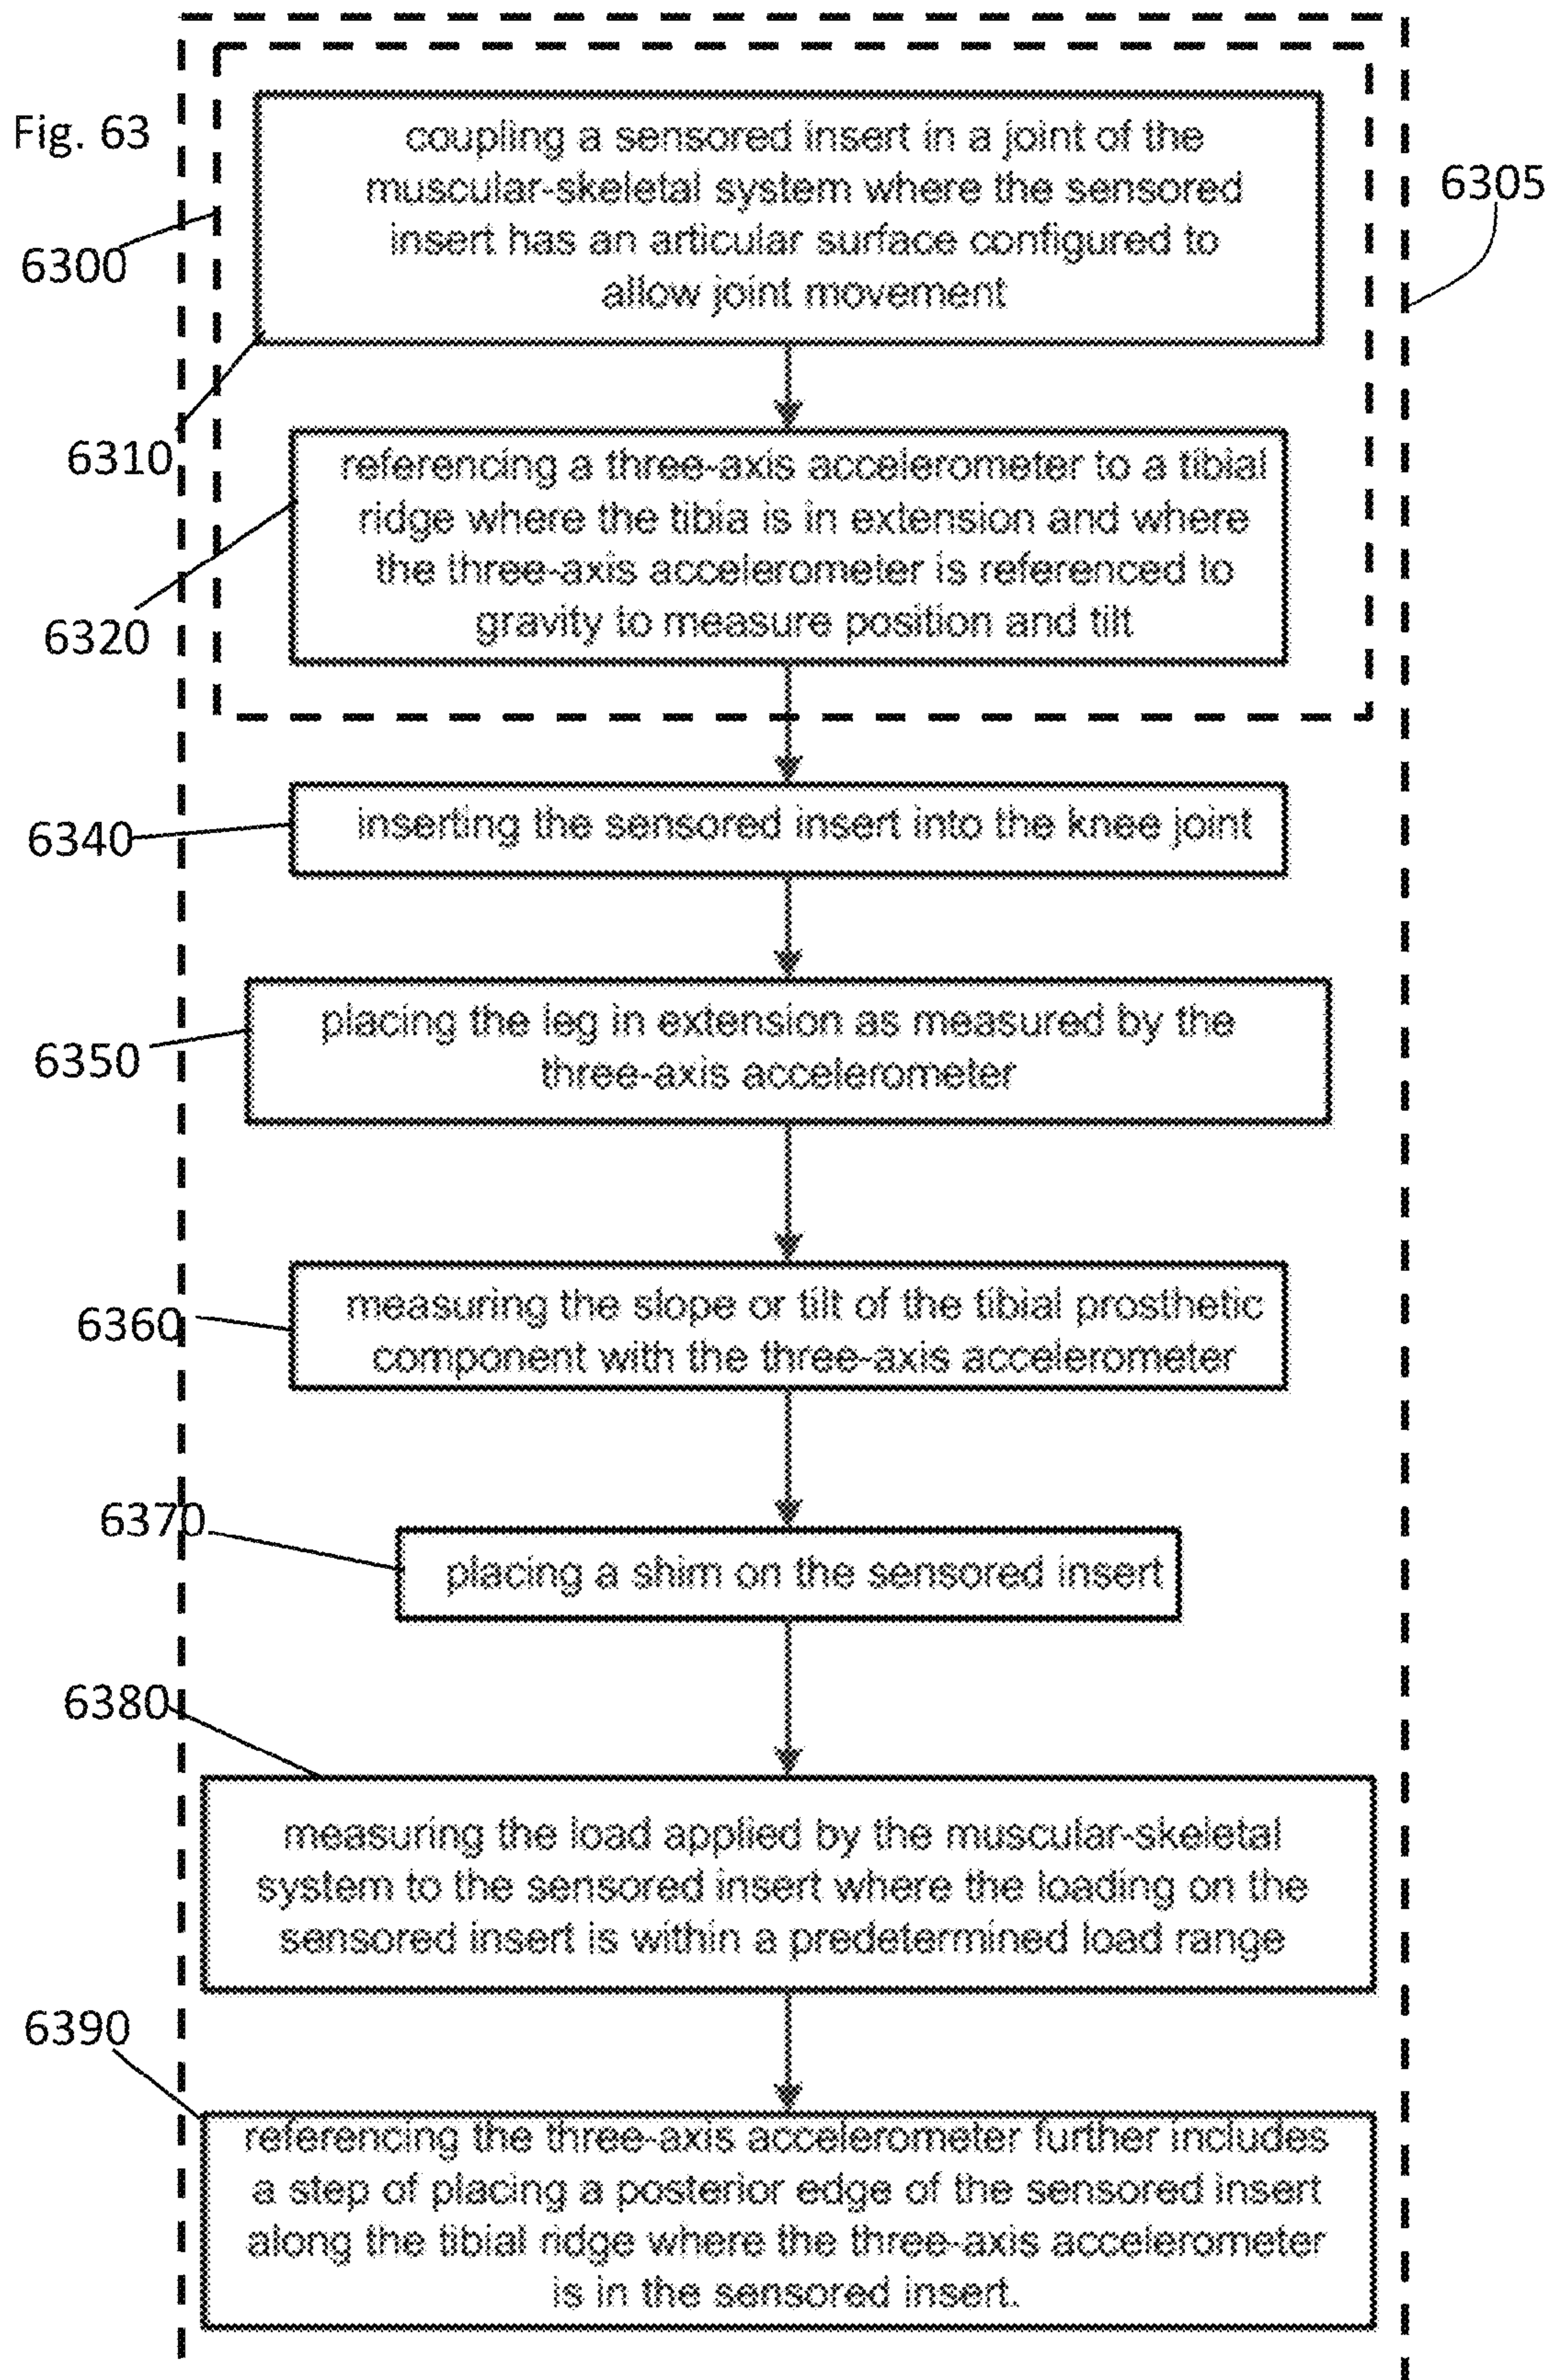 Fig. 63
6300
6305
coupling a sensored insert in a joint of the
muscular-skeletal system where the sensored
insert has an articular surface configured to
allow joint movement
6310
referencing a three-axis accelerometer to a tibial
ridge where the tibia is in extension and where
the three-axis accelerometer is referenced to
gravity to measure position and tilt
6320
inserting the sensored insert into the knee joint
6340
placing the leg in extension as measured by the
three-axis accelerometer
6350
measuring the slope or tilt of the tibial prosthetic
component with the three-axis accelerometer
6360
6370
placing a shim on the sensored insert
6380
measuring the load applied by the muscular-skeletal
system to the sensored insert where the loading on the
sensored insert is within a predetermined load range
6390
referencing the three-axis accelerometer further includes
a step of placing a posterior edge of the sensored insert
along the tibial ridge where the three-axis accelerometer
is in the sensored insert.